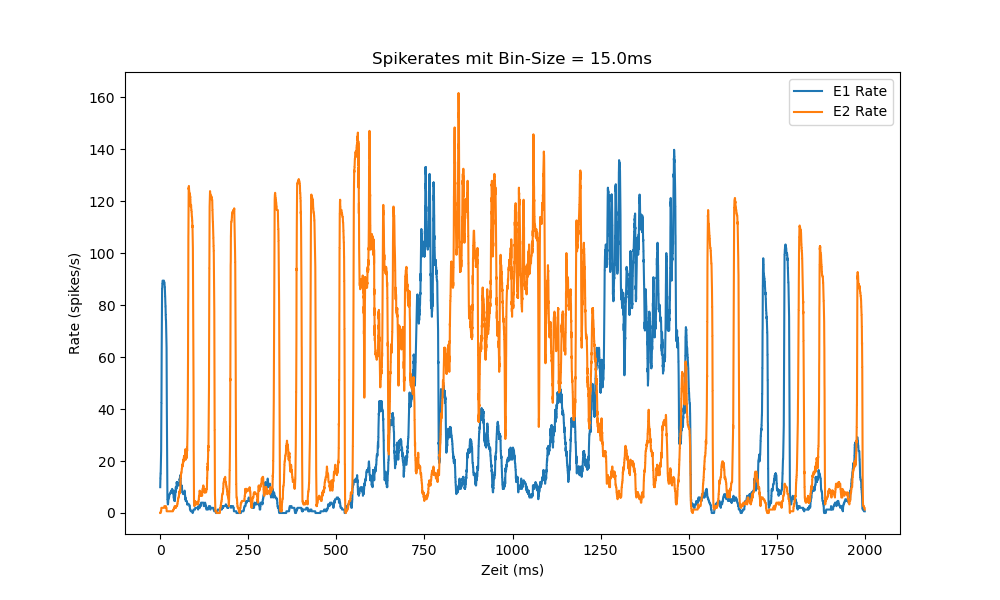 Spikerates mit Bin-Size = 15.0ms
E1 Rate
E2 Rate
160
140
120
100
80
60
40
20
0
Rate (spikes/s)
0 250 500 750 1000 1250 1500 1750 2000
Zeit (ms)